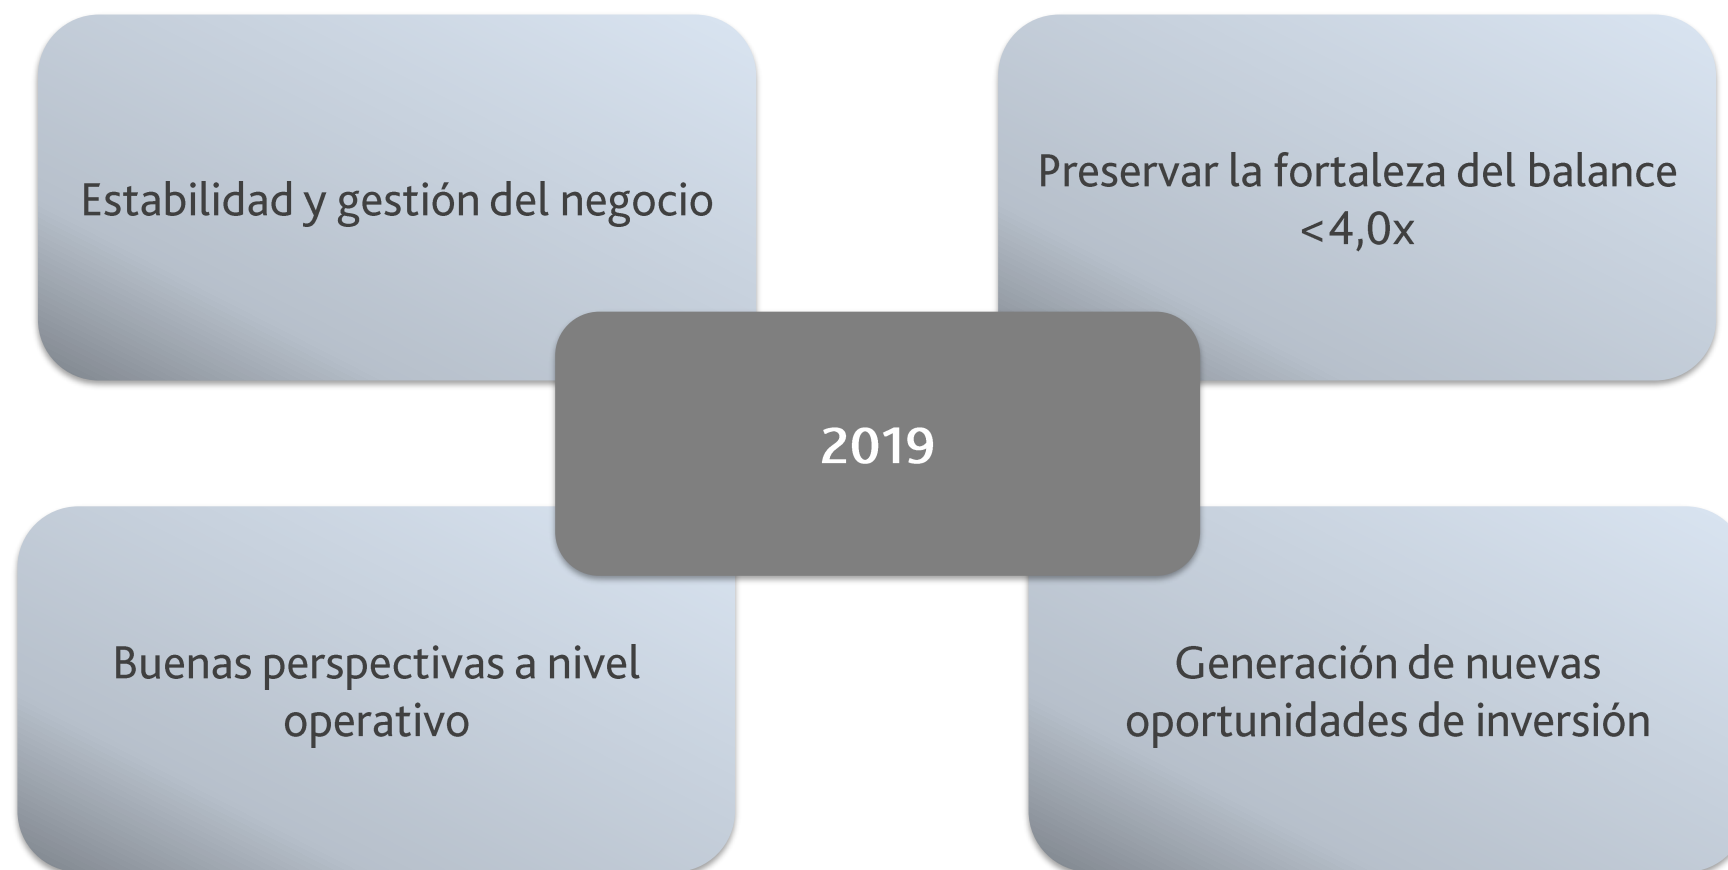 Estabilidad y gestión del negocio
Preservar la fortaleza del balance
<4,0x
2019
Buenas perspectivas a nivel
operativo
Generación de nuevas
oportunidades de inversión